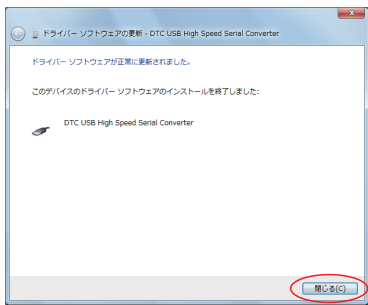 ドライバー ソフトウェアの更新 - DTC USB High Speed Serial Converter
ドライバー ソフトウェアが正常に更新されました。
このデバイスのドライバー ソフトウェアのインストールを終了しました:
DTC USB High Speed Serial Converter
閉じる(C)